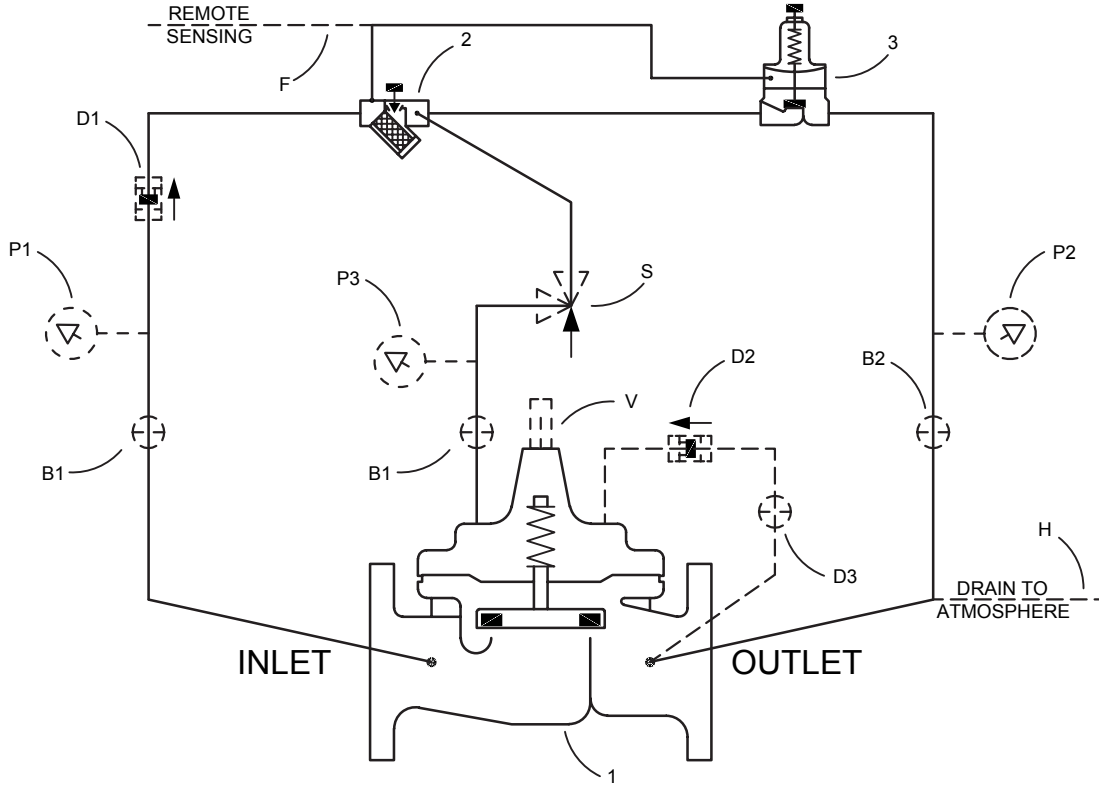 REMOTE
SENSING
F
2
3
D1
P1
P3
S
P2
D2
B2
V
B1
B1
D3
H
DRAIN TO
ATMOSPHERE
INLET
OUTLET
1